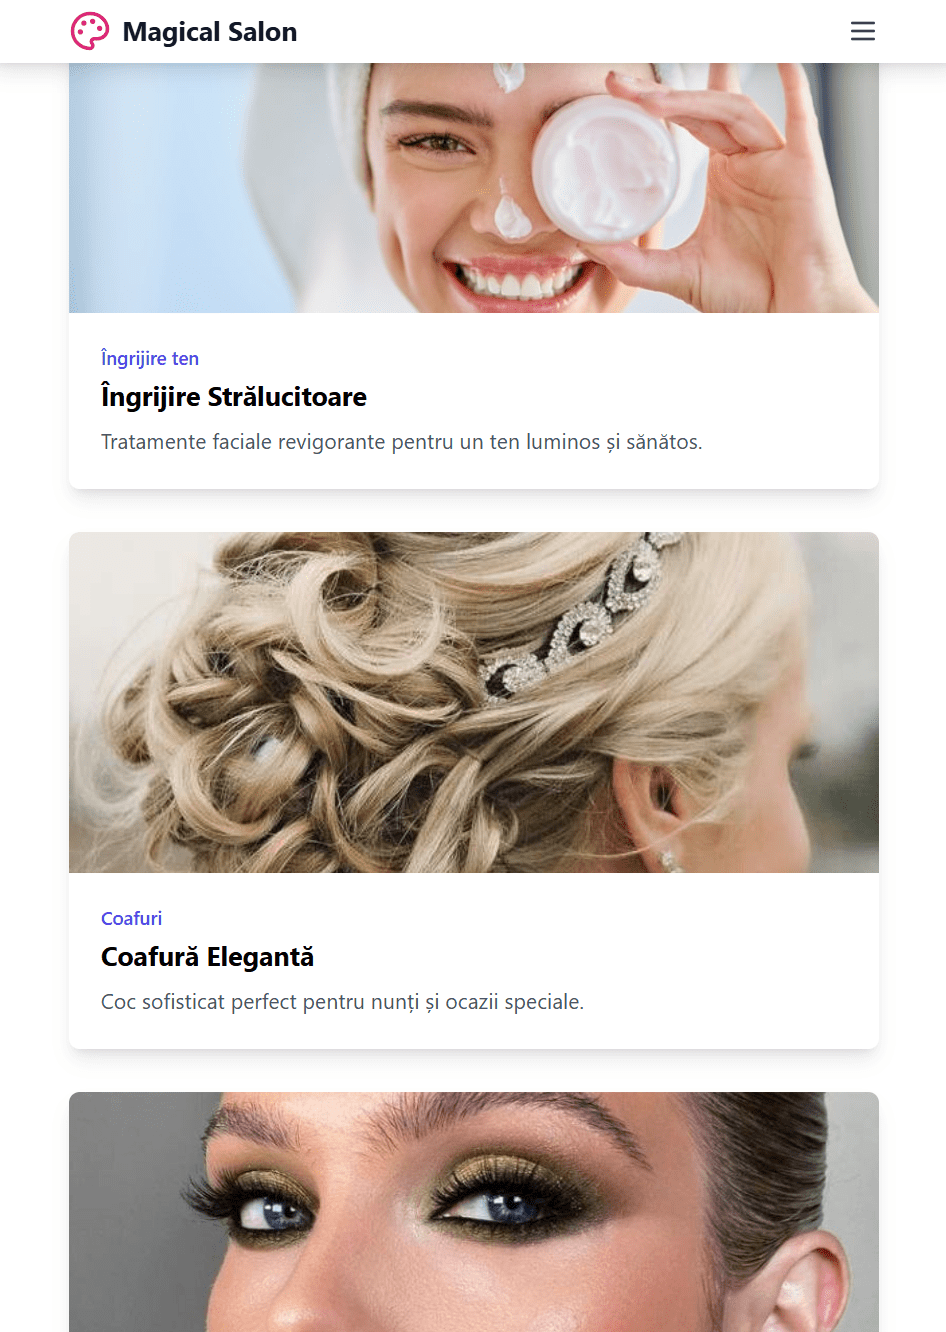 Magical Salon
Îngrijire ten
Îngrijire Strălucitoare
Tratamente faciale revigorante pentru un ten luminos și sănătos.
Coafuri
Coafură Elegantă
Coc sofisticat perfect pentru nunți și ocazii speciale.